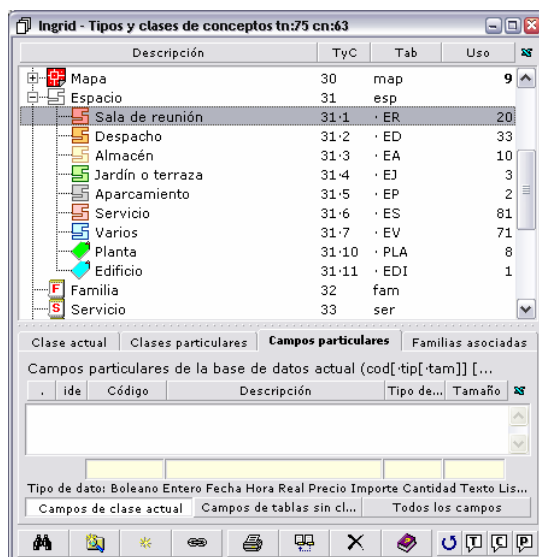 Ingrid - Tipos y clases de conceptos tn:75 cn:63
Descripción TyC Tab Uso
Mapa 30 map 9
Espacio 31 esp
Sala de reunión 31·1 · ER 20
Despacho 31·2 · ED 33
Almacén 31·3 · EA 10
Jardín o terraza 31·4 · EJ 3
Aparcamiento 31·5 · EP 2
Servicio 31·6 · ES 81
Varios 31·7 · EV 71
Planta 31·10 · PLA 8
Edificio 31·11 · EDI 1
F Familia 32 fam
S Servicio 33 ser
Clase actual Clases particulares Campos particulares Familias asociadas
Campos particulares de la base de datos actual (cod[·tip[·tam]] [...
. ide Código Descripción Tipo de... Tamaño
Tipo de dato: Boleano Entero Fecha Hora Real Precio Importe Cantidad Texto Lis...
Campos de clase actual Campos de tablas sin cl... Todos los campos
T C P